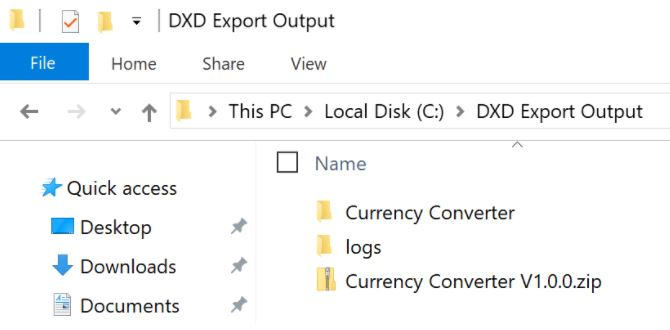 DXD Export Output
File Home Share View
This PC > Local Disk (C:) > DXD Export Output
Name
Quick access
Desktop
Downloads
Documents
Currency Converter
logs
Currency Converter V1.0.0.zip